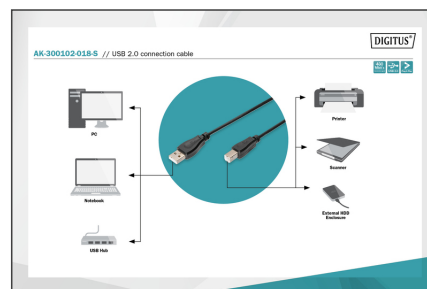 DIGITUS®
AK-300102-018-S // USB 2.0 connection cable
PC
Notebook
USB Hub
Printer
Scanner
External HDD
Enclosure